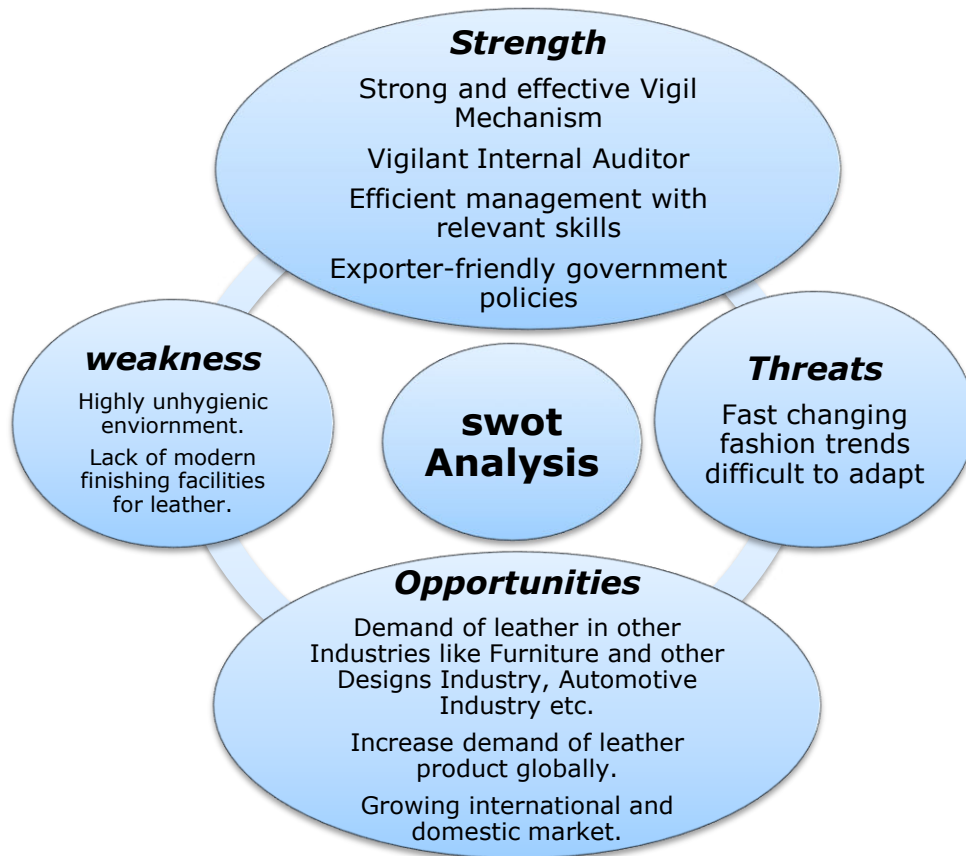 Strength
Strong and effective Vigil
Mechanism
Vigilant Internal Auditor
Efficient management with
relevant skills
Exporter-friendly government
policies
weakness
Highly unhygienic
enviornment.
Lack of modern
finishing facilities
for leather.
swot
Analysis
Threats
Fast changing
fashion trends
difficult to adapt
Opportunities
Demand of leather in other
Industries like Furniture and other
Designs Industry, Automotive
Industry etc.
Increase demand of leather
product globally.
Growing international and
domestic market.